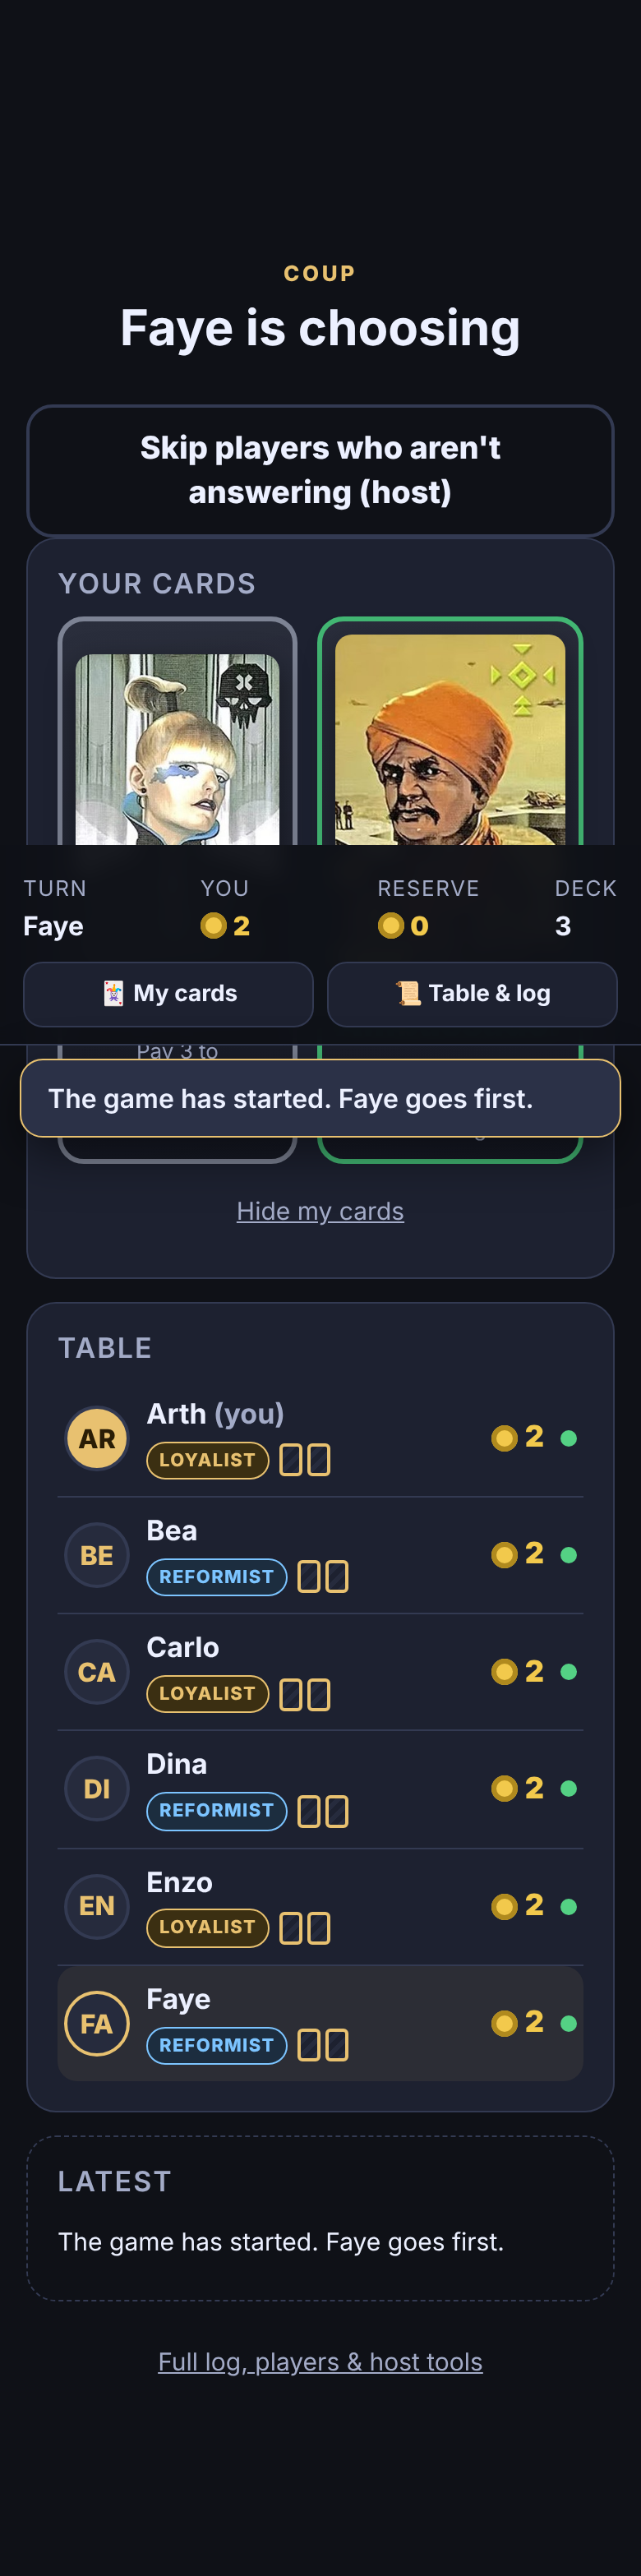 COUP
Faye is choosing
Skip players who aren't
answering (host)
YOUR CARDS
TURN YOU RESERVE DECK
Faye 2 0 3
🃏 My cards 📜 Table & log
Pay 3 to
The game has started. Faye goes first.
Hide my cards
TABLE
AR Arth (you) 2
LOYALIST
BE Bea 2
REFORMIST
CA Carlo 2
LOYALIST
DI Dina 2
REFORMIST
EN Enzo 2
LOYALIST
FA Faye 2
REFORMIST
LATEST
The game has started. Faye goes first.
Full log, players & host tools